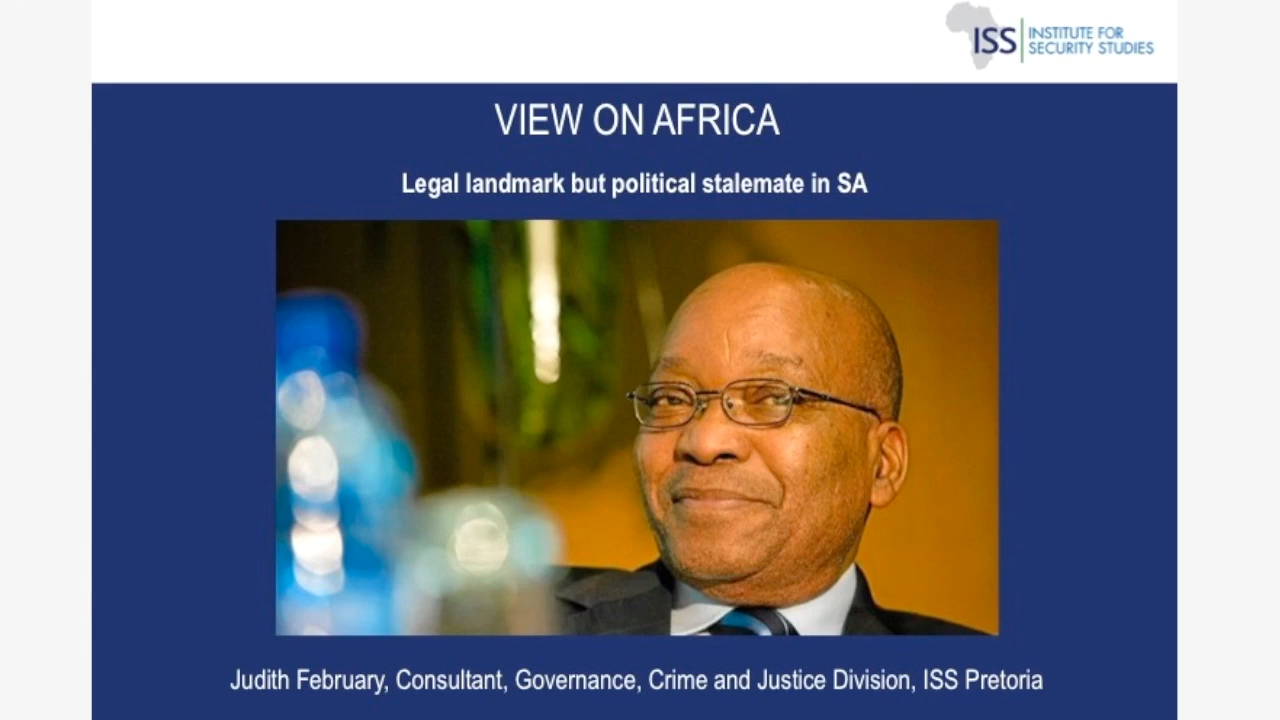 ISS
INSTITUTE FOR
SECURITY STUDIES
VIEW ON AFRICA
Legal landmark but political stalemate in SA
Judith February, Consultant, Governance, Crime and Justice Division, ISS Pretoria